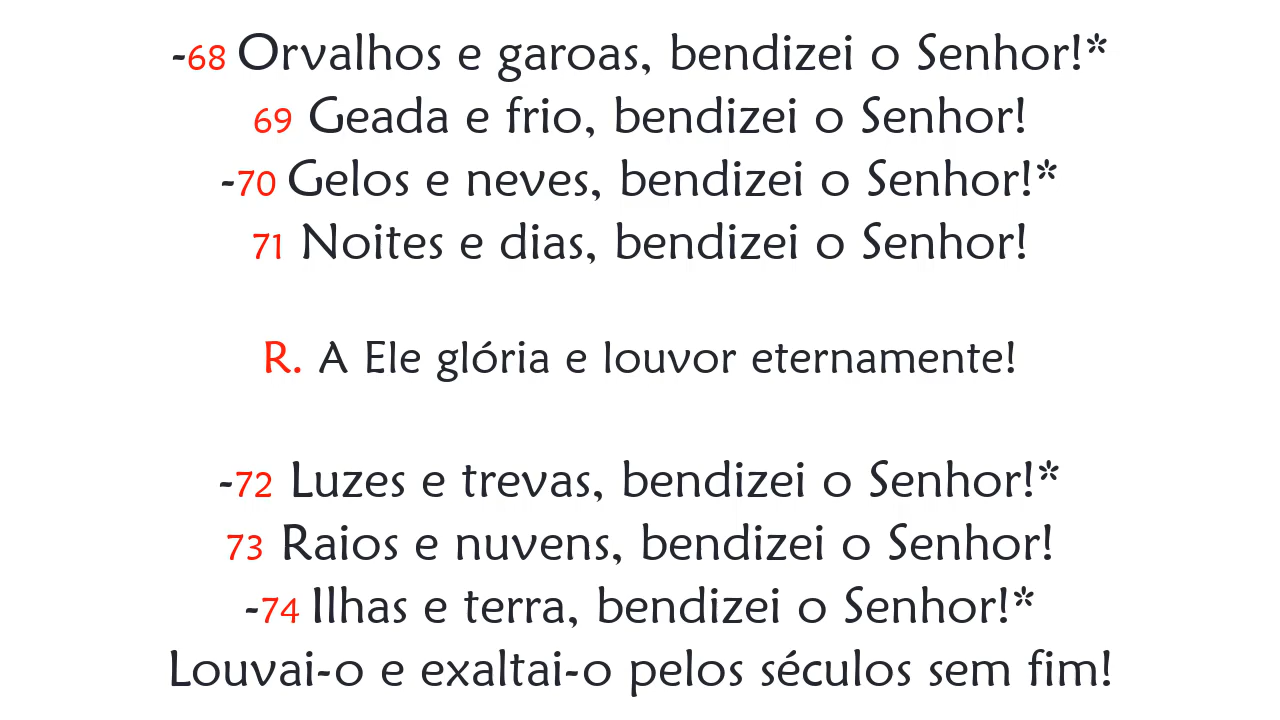 -68 Orvalhos e garoas, bendizei o Senhor!*
69 Geada e frio, bendizei o Senhor!
-70 Gelos e neves, bendizei o Senhor!*
71 Noites e dias, bendizei o Senhor!
R. A Ele glória e louvor eternamente!
-72 Luzes e trevas, bendizei o Senhor!*
73 Raios e nuvens, bendizei o Senhor!
-74 Ilhas e terra, bendizei o Senhor!*
Louvai-o e exaltai-o pelos séculos sem fim!